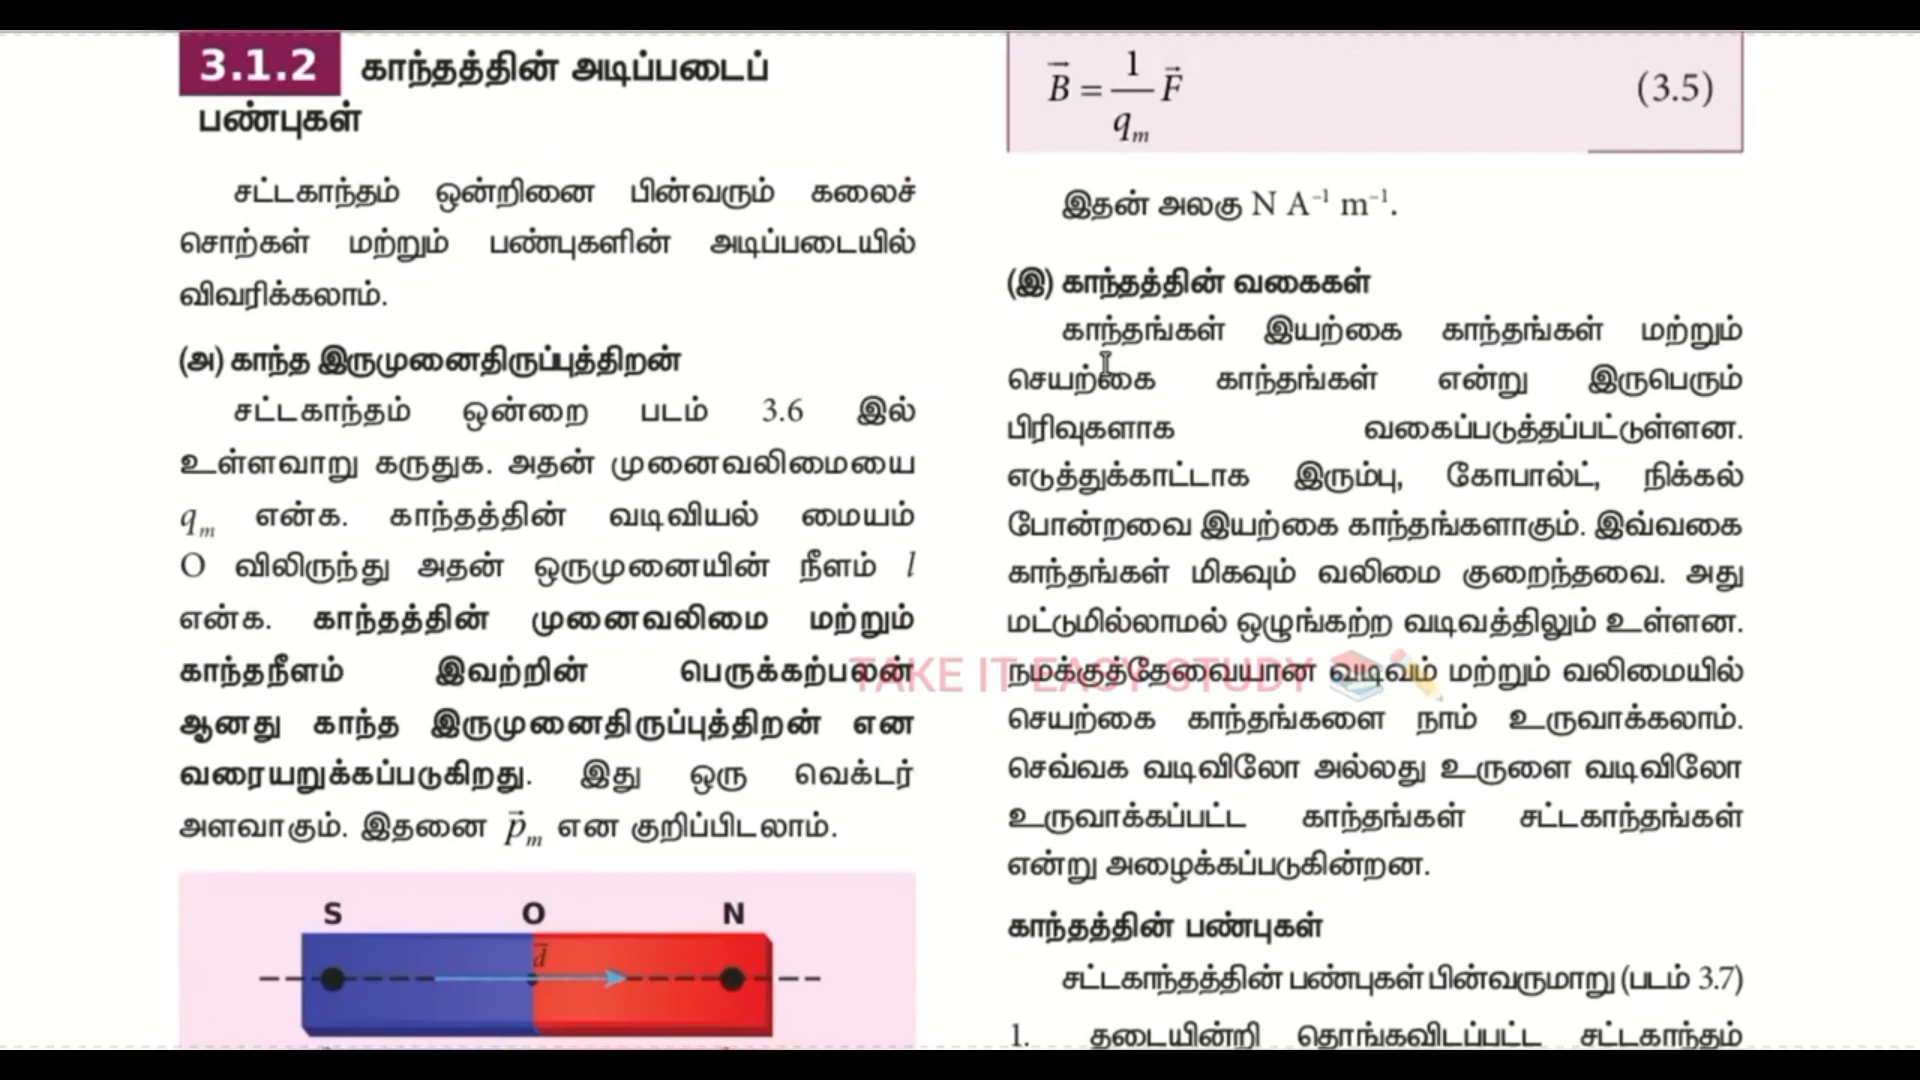 3.1.2 காந்தத்தின் அடிப்படைப்
பண்புகள்
சட்டகாந்தம் ஒன்றினை பின்வரும் கலைச்
சொற்கள் மற்றும் பண்புகளின் அடிப்படையில்
விவரிக்கலாம்.
(அ) காந்த இருமுனைதிருப்புத்திறன்
சட்டகாந்தம் ஒன்றை படம் 3.6 இல்
உள்ளவாறு கருதுக. அதன் முனைவலிமையை
qₘ என்க. காந்தத்தின் வடிவியல் மையம்
O விலிருந்து அதன் ஒருமுனையின் நீளம் l
என்க. காந்தத்தின் முனைவலிமை மற்றும்
காந்தநீளம் இவற்றின் பெருக்கற்பலன்
ஆனது காந்த இருமுனைதிருப்புத்திறன் என
வரையறுக்கப்படுகிறது. இது ஒரு வெக்டர்
அளவாகும். இதனை p⃗ₘ என குறிப்பிடலாம்.
S O N
d⃗
B⃗ = 1/qₘ F⃗ (3.5)
இதன் அலகு N A⁻¹ m⁻¹.
(இ) காந்தத்தின் வகைகள்
காந்தங்கள் இயற்கை காந்தங்கள் மற்றும்
செயற்கை காந்தங்கள் என்று இருபெரும்
பிரிவுகளாக வகைப்படுத்தப்பட்டுள்ளன.
எடுத்துக்காட்டாக இரும்பு, கோபால்ட், நிக்கல்
போன்றவை இயற்கை காந்தங்களாகும். இவ்வகை
காந்தங்கள் மிகவும் வலிமை குறைந்தவை. அது
மட்டுமில்லாமல் ஒழுங்கற்ற வடிவத்திலும் உள்ளன.
நமக்குத்தேவையான வடிவம் மற்றும் வலிமையில்
செயற்கை காந்தங்களை நாம் உருவாக்கலாம்.
செவ்வக வடிவிலோ அல்லது உருளை வடிவிலோ
உருவாக்கப்பட்ட காந்தங்கள் சட்டகாந்தங்கள்
என்று அழைக்கப்படுகின்றன.
காந்தத்தின் பண்புகள்
சட்டகாந்தத்தின் பண்புகள் பின்வருமாறு (படம் 3.7)
1. தடையின்றி தொங்கவிடப்பட்ட சட்டகாந்தம்
TAKE IT EASY STUDY